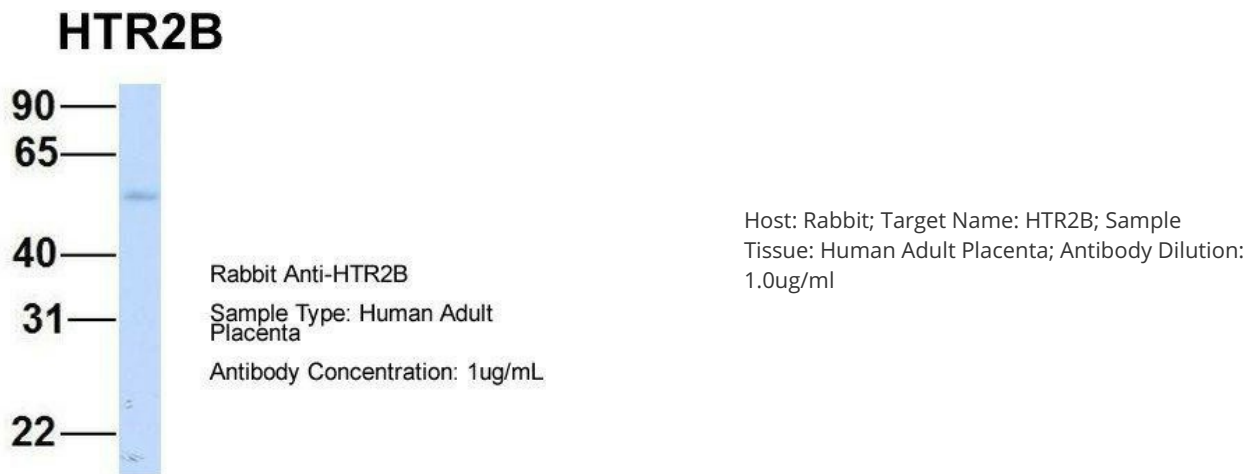 HTR2B
90
65
40
31
22
Rabbit Anti-HTR2B
Sample Type: Human Adult
Placenta
Antibody Concentration: 1ug/mL
Host: Rabbit; Target Name: HTR2B; Sample
Tissue: Human Adult Placenta; Antibody Dilution:
1.0ug/ml